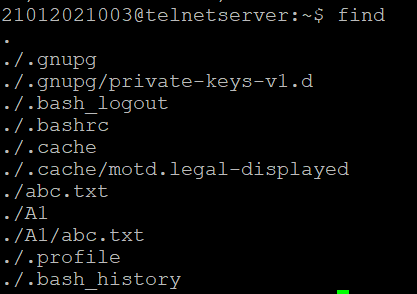 21012021003@telnetserver:~$ find
.
./.gnupg
./.gnupg/private-keys-v1.d
./.bash_logout
./.bashrc
./.cache
./.cache/motd.legal-displayed
./abc.txt
./A1
./A1/abc.txt
./.profile
./.bash_history